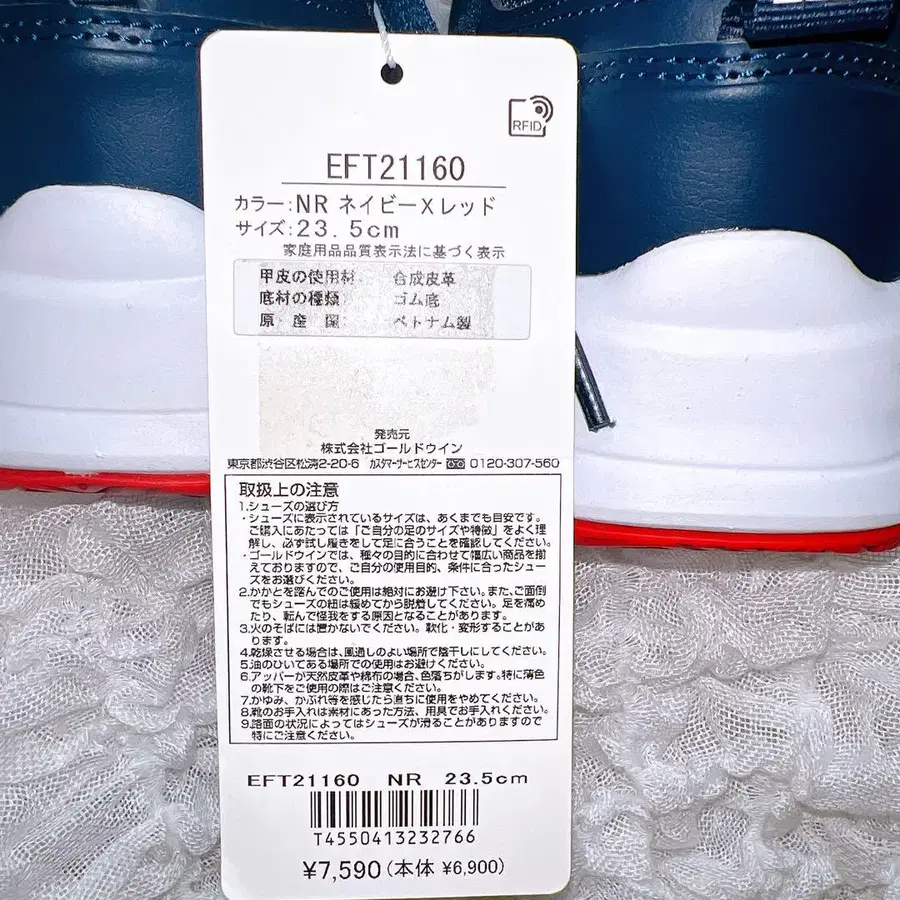 RFID
EFT21160
カラー:NR ネイビーXレッド
サイズ:23.5cm
家庭用品品質表示法に基づく表示
甲皮の使用材 合成皮革
底材の種類 ゴム底
原 産 国 ベトナム製
発売元
株式会社ゴールドウイン
東京都渋谷区松涛2-20-6 カスタマーサービスセンター 0120-307-560
取扱上の注意
1.シューズの選び方
・シューズに表示されているサイズは、あくまでも目安です。
ご購入にあたっては「ご自分の足のサイズや特徴」をよく理
解し、必ず試し履きをして足に合うことを確認してください。
・ゴールドウインでは、種々の目的に合わせて幅広い商品を揃
えておりますので、ご自分の使用目的、条件に合ったシュー
ズをお選びください。
2.かかとを踏んでのご使用は絶対にお避け下さい。また、ご面倒
でもシューズの紐は緩めてから脱着してください。足を痛め
たり、転んで怪我をする原因となることがあります。
3.火のそばには置かないでください。軟化・変形することがあ
ります。
4.乾燥させる場合は、風通しのよい場所で陰干しにしてください。
5.油のひいてある場所での使用はお避けください。
6.アッパーが天然皮革や綿布の場合、色落ちがします。特に薄色
の靴下をご使用の際はご注意ください。
7.かゆみ、かぶれ等を感じたら直ちに使用をやめてください。
8.靴のお手入れは素材にあった方法、用具でお手入れください。
9.路面の状況によってはシューズが滑ることがありますので
特にご注意ください。
EFT21160 NR 23.5cm
T4550413232766
¥7,590(本体 ¥6,900)